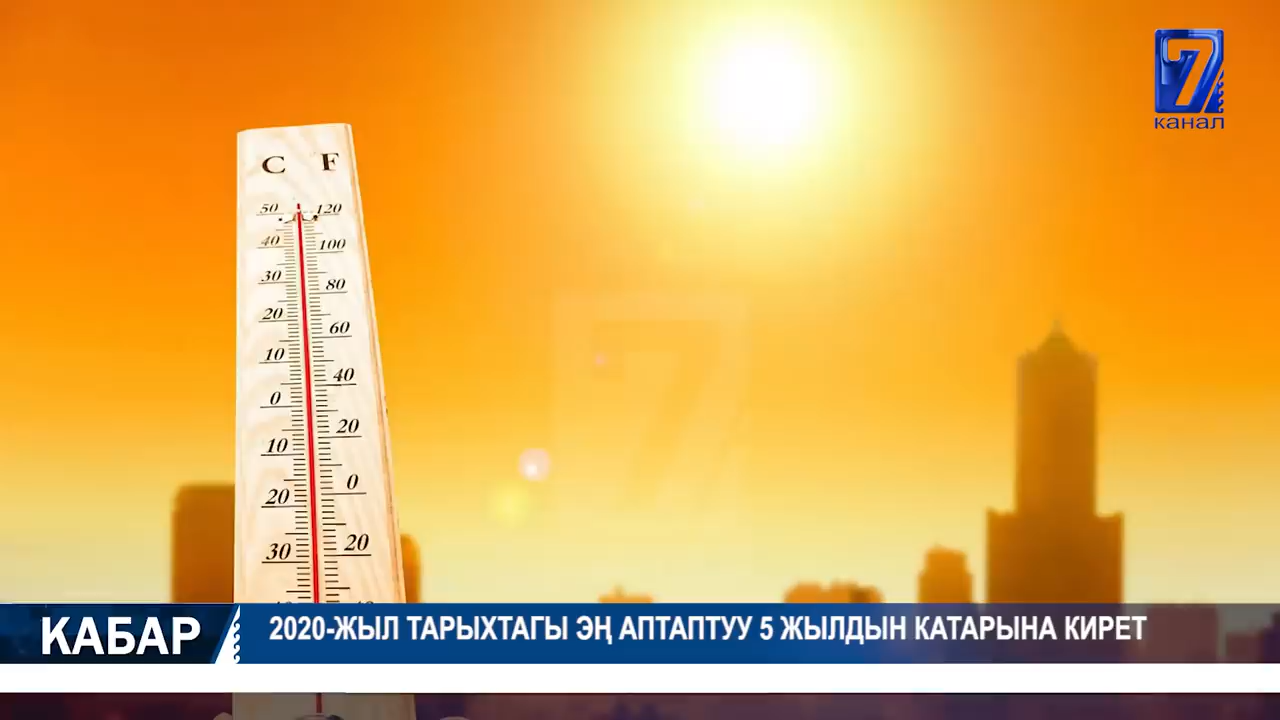 7
канал
C F
50 120
40 100
30 80
20 60
10 40
0 20
10 0
20 20
30
КАБАР
2020-ЖЫЛ ТАРЫХТАГЫ ЭҢ АПТАПТУУ 5 ЖЫЛДЫН КАТАРЫНА КИРЕТ